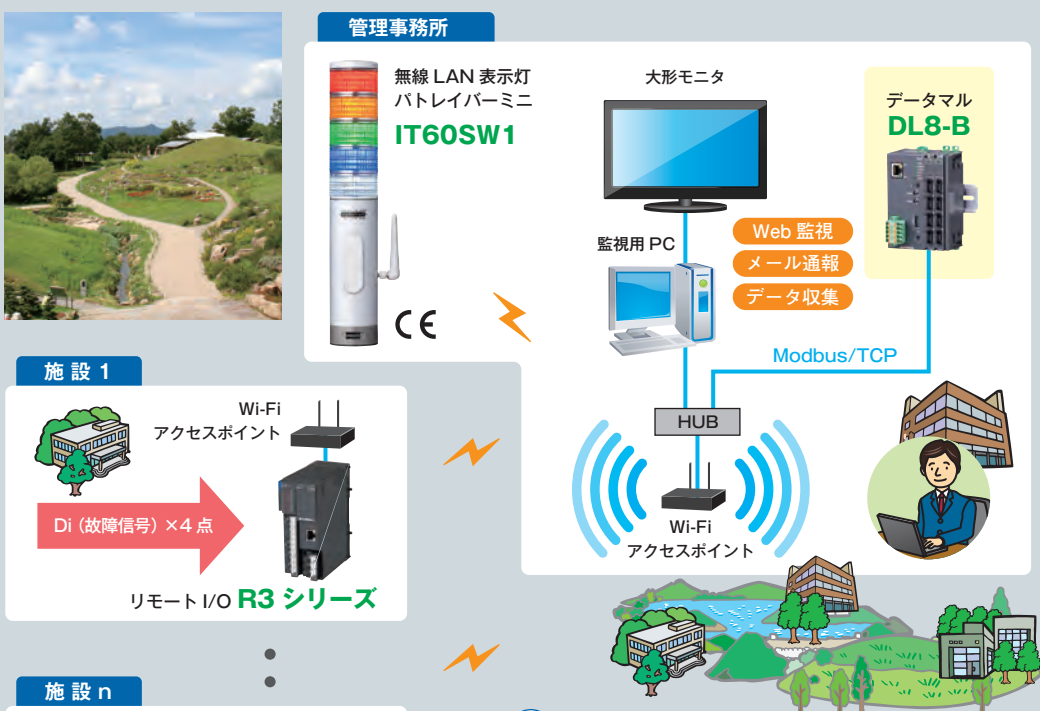 管理事務所
無線 LAN 表示灯
パトレイバーミニ
IT60SW1
CE
大形モニタ
データマル
DL8-B
監視用 PC
Web 監視
メール通報
データ収集
Modbus/TCP
HUB
Wi-Fi
アクセスポイント
施設 1
Wi-Fi
アクセスポイント
Di（故障信号）×4 点
リモート I/O R3 シリーズ
施設 n